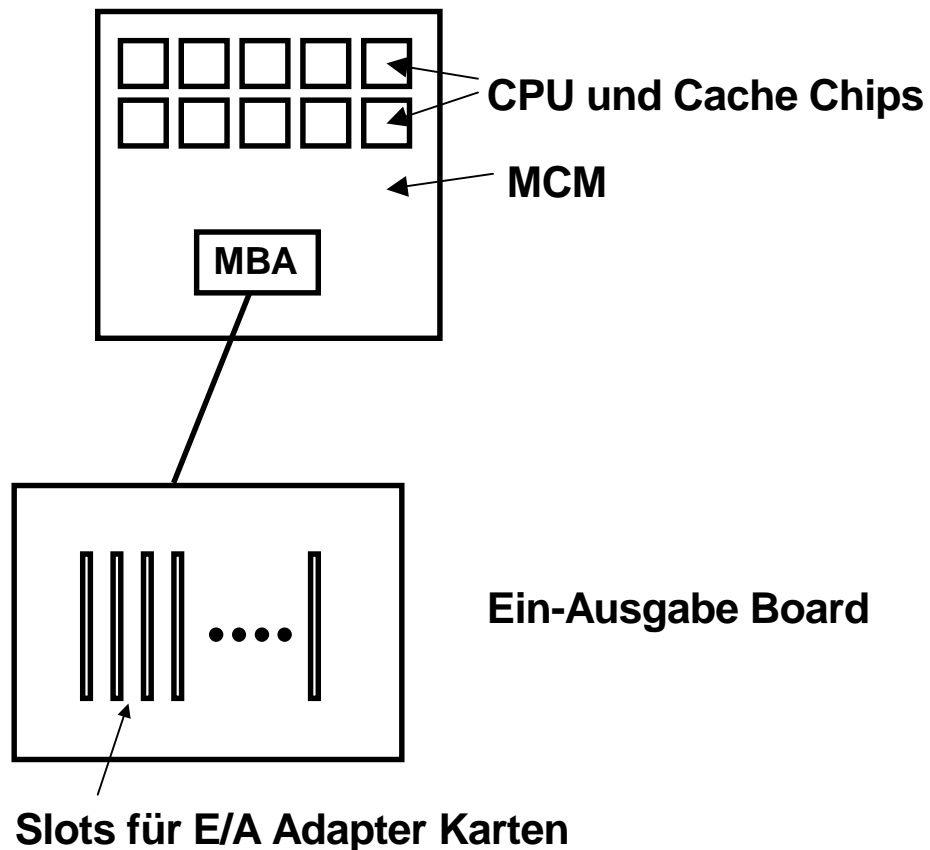 CPU und Cache Chips
MCM
MBA
Ein-Ausgabe Board
Slots für E/A Adapter Karten